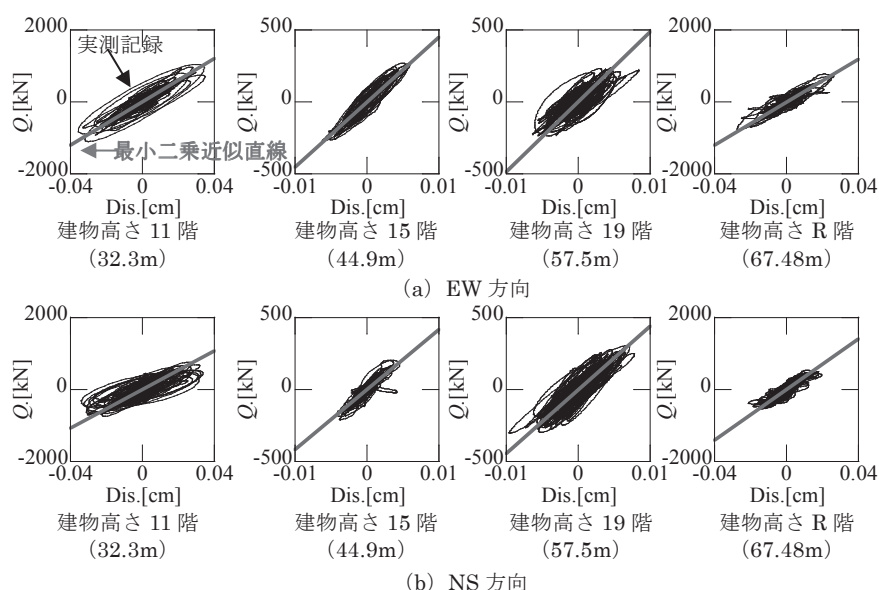 2000 500 500 2000
実測記録
Q.[kN] 0 Q.[kN] 0 Q.[kN] 0 Q.[kN] 0
最小二乗近似直線
-2000 -500 -500 -2000
-0.04 0 0.04 -0.01 0 0.01 -0.01 0 0.01 -0.04 0 0.04
Dis.[cm] Dis.[cm] Dis.[cm] Dis.[cm]
建物高さ 11 階 建物高さ 15 階 建物高さ 19 階 建物高さ R 階
(32.3m) (44.9m) (57.5m) (67.48m)
(a) EW 方向
2000 500 500 2000
Q.[kN] 0 Q.[kN] 0 Q.[kN] 0 Q.[kN] 0
-2000 -500 -500 -2000
-0.04 0 0.04 -0.01 0 0.01 -0.01 0 0.01 -0.04 0 0.04
Dis.[cm] Dis.[cm] Dis.[cm] Dis.[cm]
建物高さ 11 階 建物高さ 15 階 建物高さ 19 階 建物高さ R 階
(32.3m) (44.9m) (57.5m) (67.48m)
(b) NS 方向